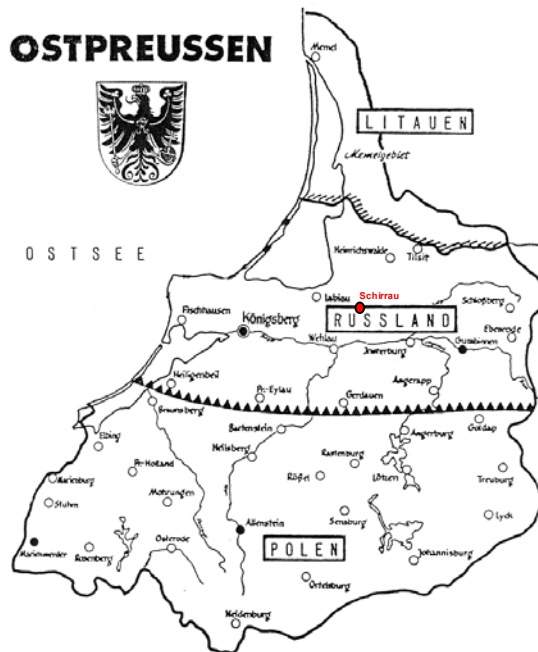 OSTPREUSSEN
Memel
LITAUEN
Memelgebiet
OSTSEE
Heinrichswalde
Tilsit
Labiau
Schirrau
Schloßberg
Fischhausen
Königsberg
RUSSLAND
Ebenrode
Wehlau
Insterburg
Gumbinnen
Heiligenbeil
Pr.-Eylau
Gerdauen
Angerapp
Braunsberg
Bartenstein
Angerburg
Goldap
Elbing
Heilsberg
Rastenburg
Pr.-Holland
Rößel
Lötzen
Treuburg
Marienburg
Stuhm
Mohrungen
Sensburg
Lyck
Allenstein
Marienwerder
Rosenberg
Osterode
POLEN
Johannisburg
Ortelsburg
Neidenburg